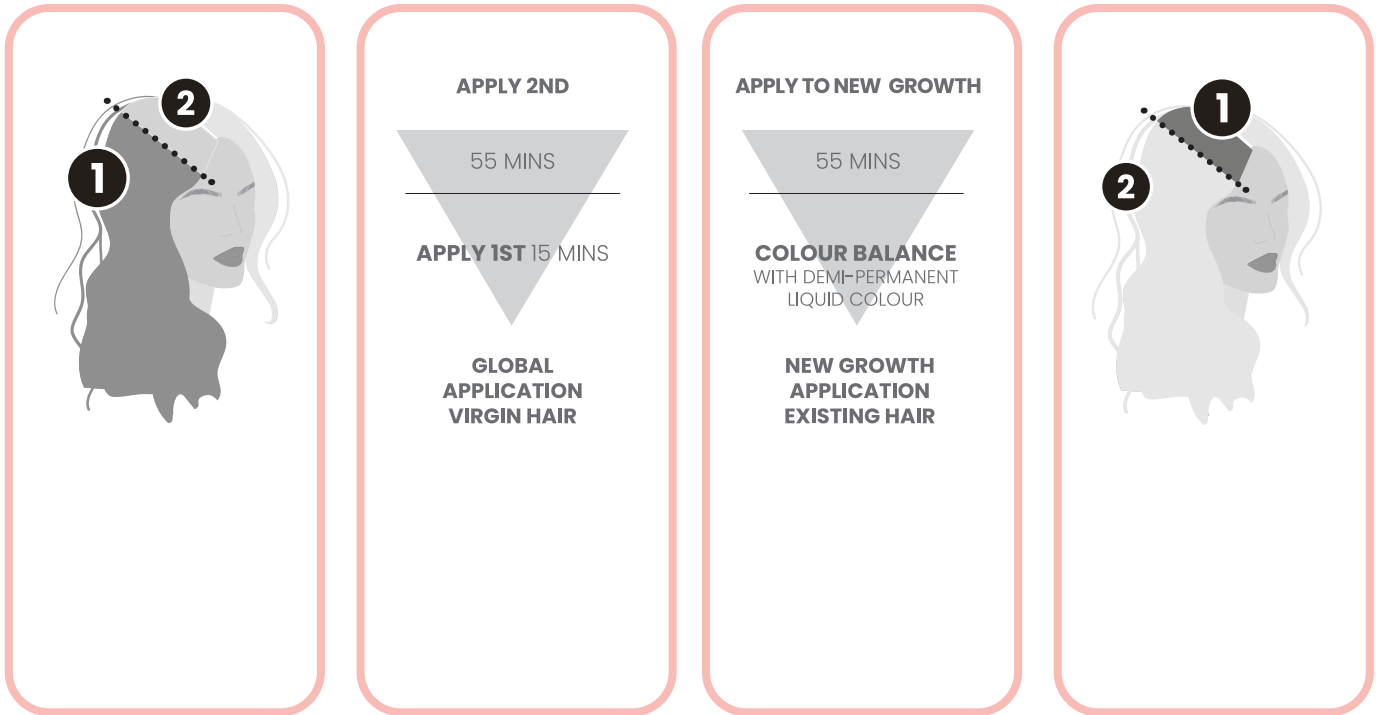 2
1
APPLY 2ND
55 MINS
APPLY 1ST 15 MINS
GLOBAL
APPLICATION
VIRGIN HAIR
APPLY TO NEW GROWTH
55 MINS
COLOUR BALANCE
WITH DEMI-PERMANENT
LIQUID COLOUR
NEW GROWTH
APPLICATION
EXISTING HAIR
1
2